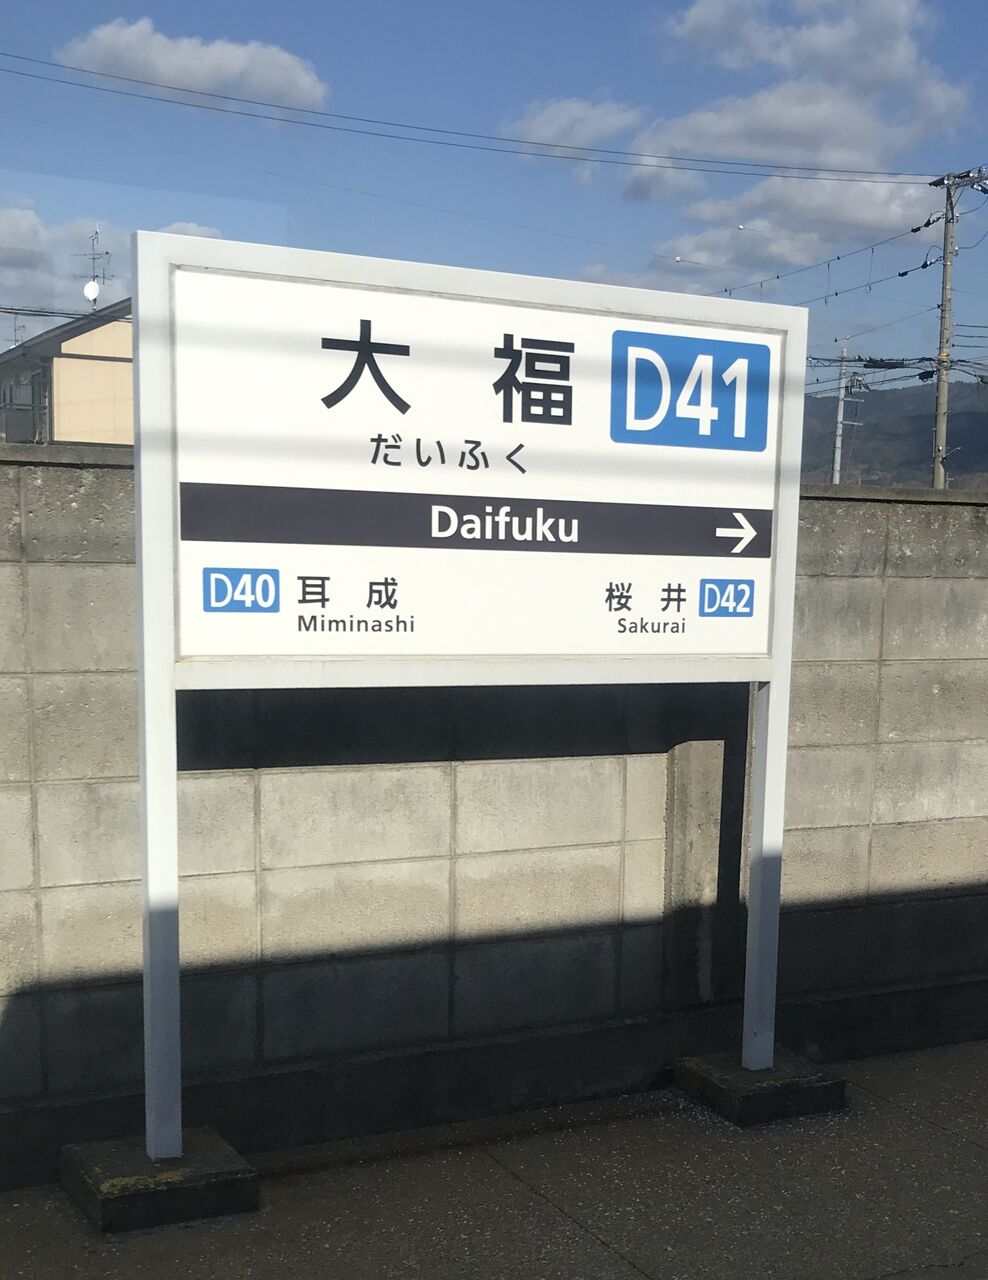 大福 D41
だいふく
Daifuku →
D40 耳成 桜井 D42
Miminashi Sakurai